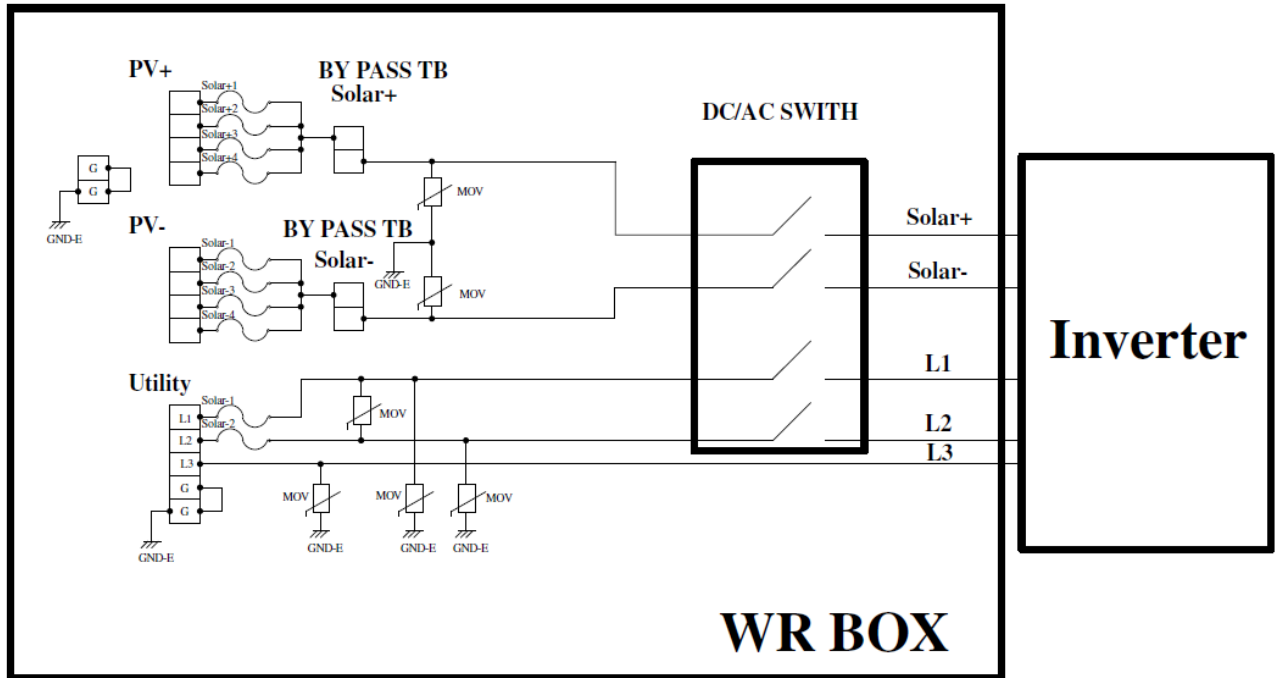 PV+
BY PASS TB
Solar+
Solar+1
Solar+2
Solar+3
Solar+4
DC/AC SWITH
G
G
GND-E
MOV
PV-
BY PASS TB
Solar-
Solar-1
Solar-2
Solar-3
Solar-4
GND-E
MOV
Solar+
Solar-
L1
L2
L3
Inverter
Utility
Solar-1
Solar-2
L1
L2
L3
G
G
GND-E
MOV
MOV
MOV
MOV
GND-E
GND-E
GND-E
WR BOX